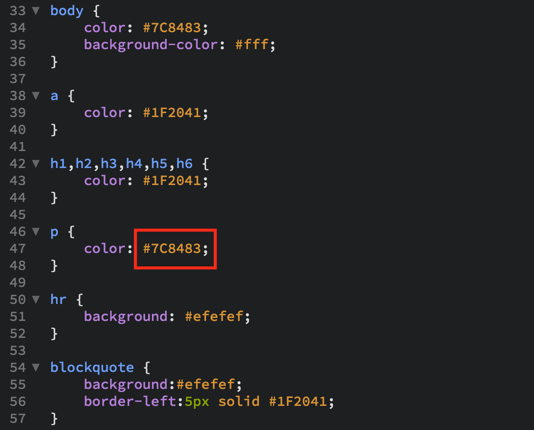 33 body {
34 color: #7C8483;
35 background-color: #fff;
36 }
37
38 a {
39 color: #1F2041;
40 }
41
42 h1,h2,h3,h4,h5,h6 {
43 color: #1F2041;
44 }
45
46 p {
47 color: #7C8483;
48 }
49
50 hr {
51 background: #efefef;
52 }
53
54 blockquote {
55 background:#efefef;
56 border-left:5px solid #1F2041;
57 }